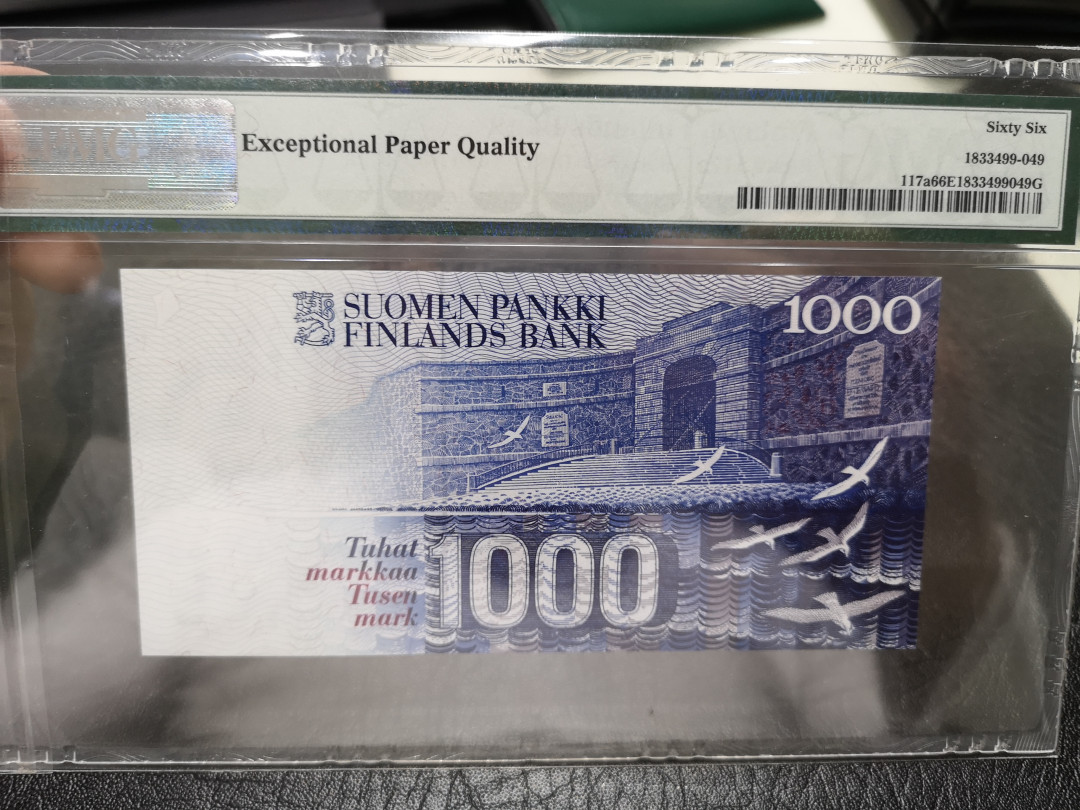 Exceptional Paper Quality
Sixty Six
1833499-049
117a66E1833499049G
SUOMEN PANKKI
FINLANDS BANK
1000
Tuhat
markkaa
Tusen
mark
1000